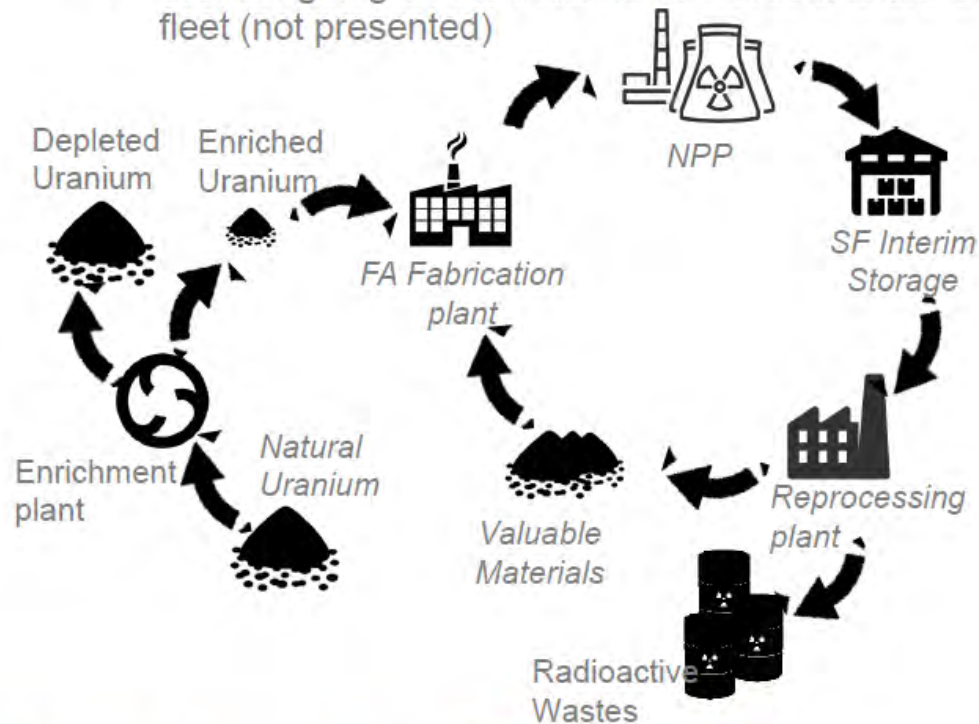 fleet (not presented)
NPP
Depleted
Uranium
Enriched
Uranium
FA Fabrication
plant
SF Interim
Storage
Enrichment
plant
Natural
Uranium
Valuable
Materials
Reprocessing
plant
Radioactive
Wastes